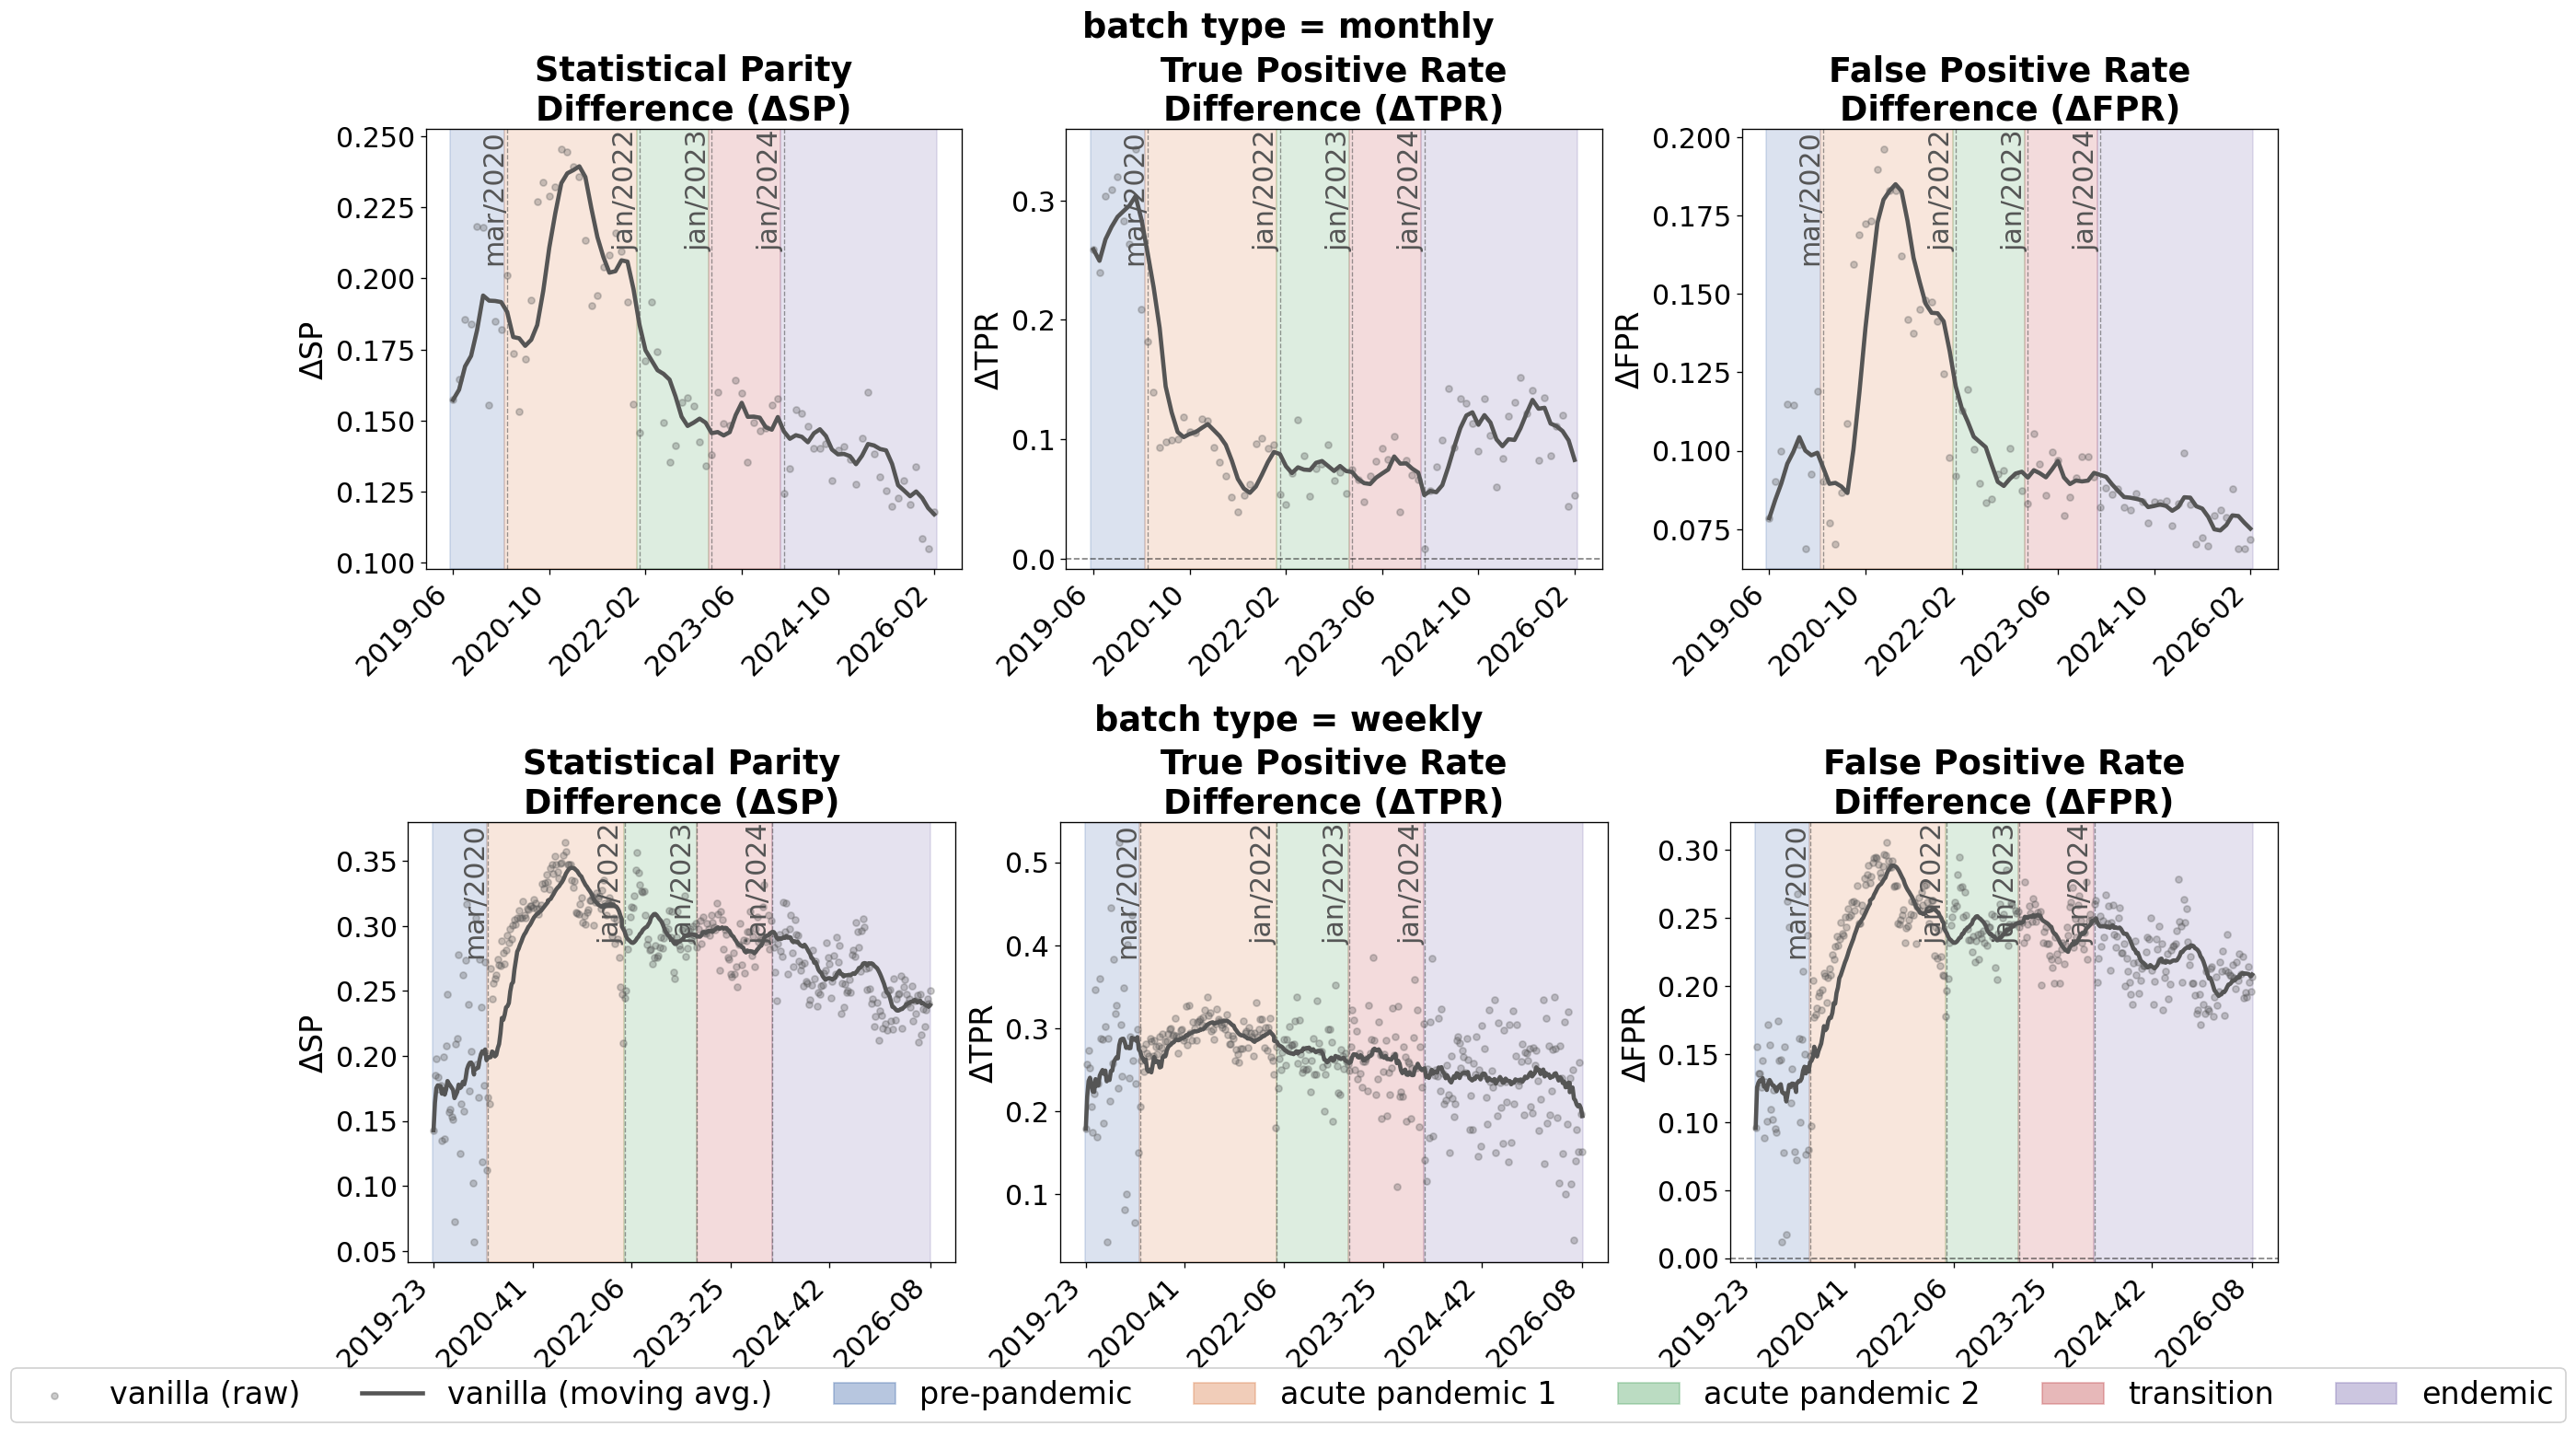 batch type = monthly
Statistical Parity
Difference (ΔSP)
True Positive Rate
Difference (ΔTPR)
False Positive Rate
Difference (ΔFPR)
ΔSP
0.250
0.225
0.200
0.175
0.150
0.125
0.100
mar/2020
jan/2022
jan/2023
jan/2024
2019-06
2020-10
2022-02
2023-06
2024-10
2026-02
ΔTPR
0.3
0.2
0.1
0.0
mar/2020
jan/2022
jan/2023
jan/2024
2019-06
2020-10
2022-02
2023-06
2024-10
2026-02
ΔFPR
0.200
0.175
0.150
0.125
0.100
0.075
mar/2020
jan/2022
jan/2023
jan/2024
2019-06
2020-10
2022-02
2023-06
2024-10
2026-02
batch type = weekly
Statistical Parity
Difference (ΔSP)
True Positive Rate
Difference (ΔTPR)
False Positive Rate
Difference (ΔFPR)
ΔSP
0.35
0.30
0.25
0.20
0.15
0.10
0.05
mar/2020
jan/2022
jan/2023
jan/2024
2019-23
2020-41
2022-06
2023-25
2024-42
2026-08
ΔTPR
0.5
0.4
0.3
0.2
0.1
mar/2020
jan/2022
jan/2023
jan/2024
2019-23
2020-41
2022-06
2023-25
2024-42
2026-08
ΔFPR
0.30
0.25
0.20
0.15
0.10
0.05
0.00
mar/2020
jan/2022
jan/2023
jan/2024
2019-23
2020-41
2022-06
2023-25
2024-42
2026-08
vanilla (raw)
vanilla (moving avg.)
pre-pandemic
acute pandemic 1
acute pandemic 2
transition
endemic